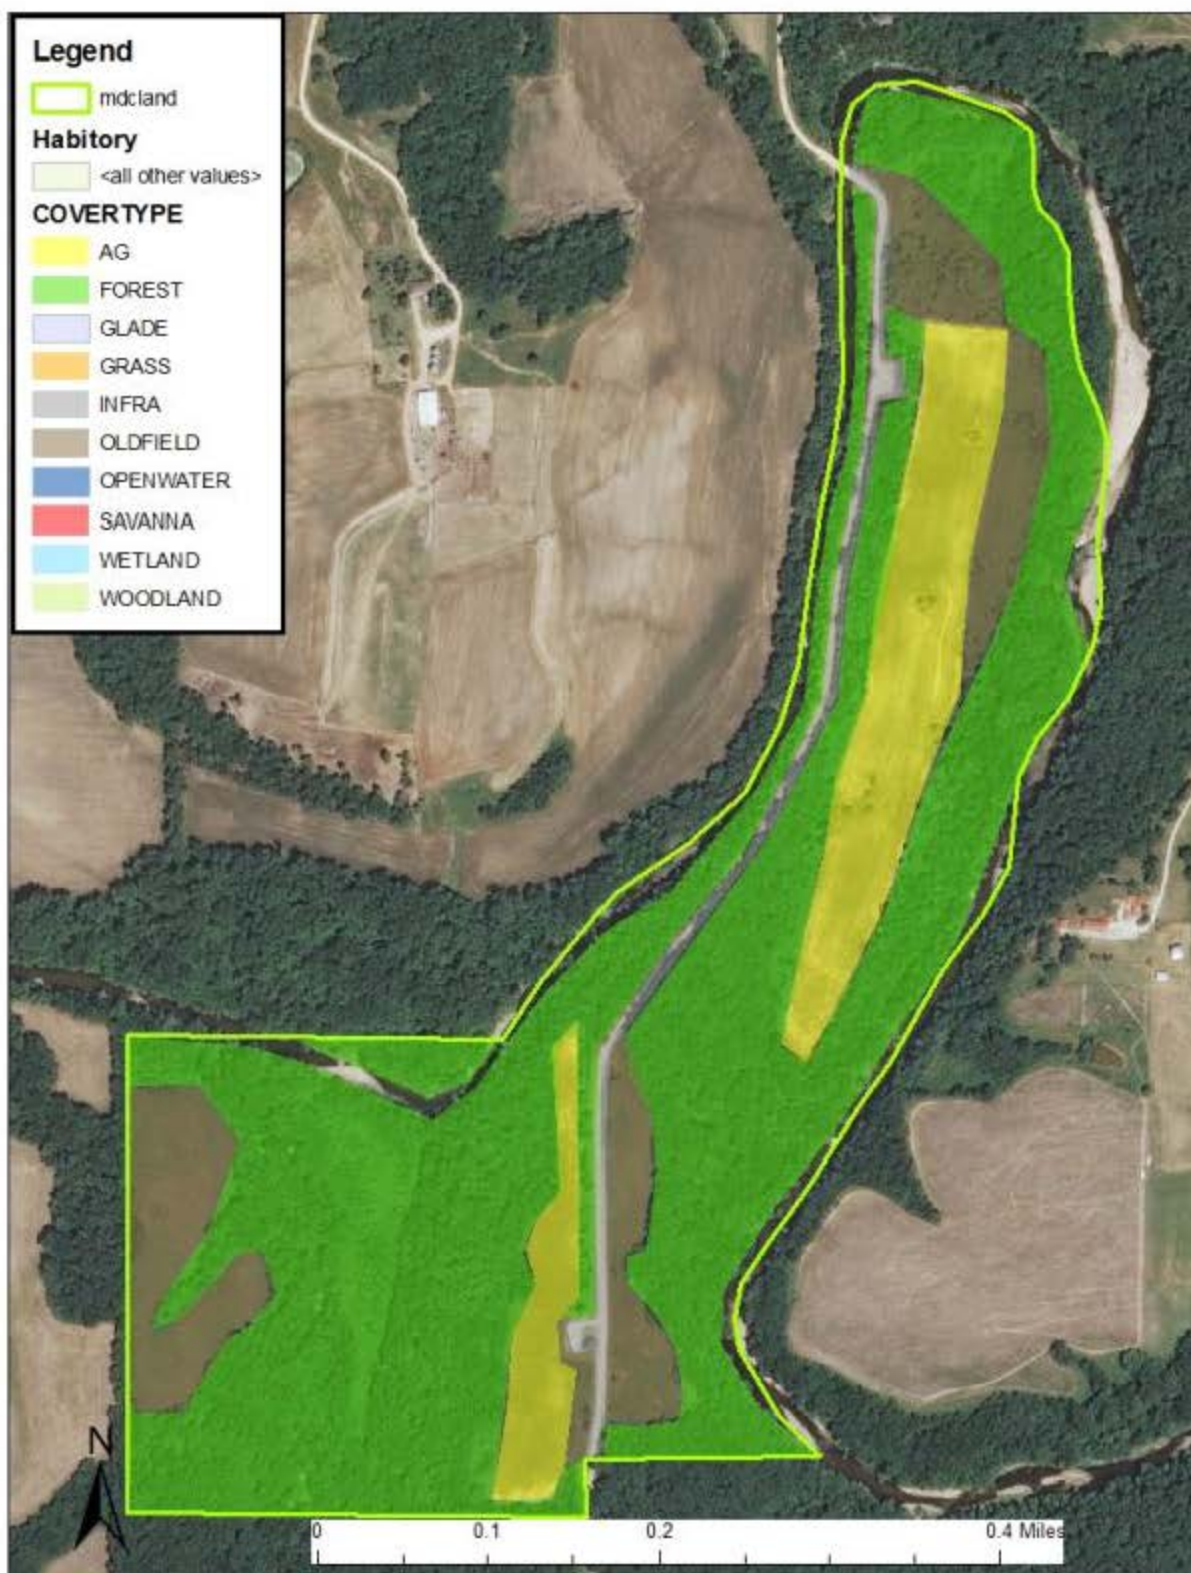 Legend
mdcland
Habitory
<all other values>
COVERTYPE
AG
FOREST
GLADE
GRASS
INFRA
OLDFIELD
OPENWATER
SAVANNA
WETLAND
WOODLAND
N
0 0.1 0.2 0.4 Miles